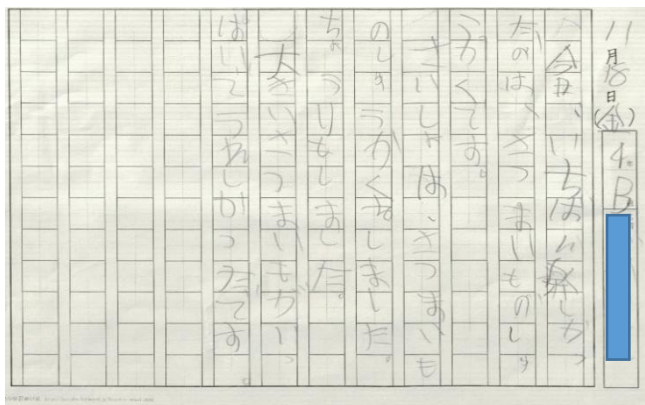 11月18日(金) 4.B
今日、いちばん楽しかっ
たのは、さつまいものしゅ
うかくです。
さいしょは、さつまいも
のしゅうかくをしました。
ちょうりもしました。
大きいさつまいもがいっ
ぱいでうれしかったです。